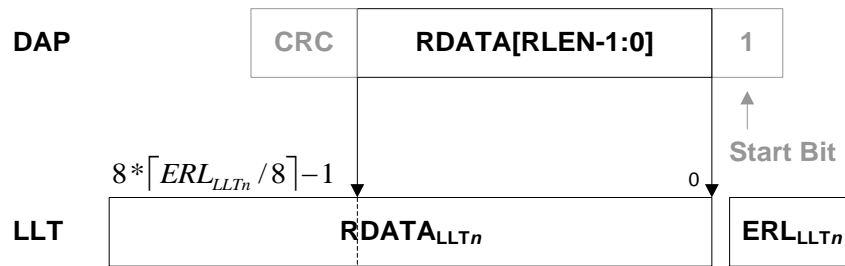 DAP CRC RDATA[RLEN-1:0] 1
Start Bit
8*⌈ERL_LLTn/8⌉−1 0
LLT RDATA_LLTn ERL_LLTn